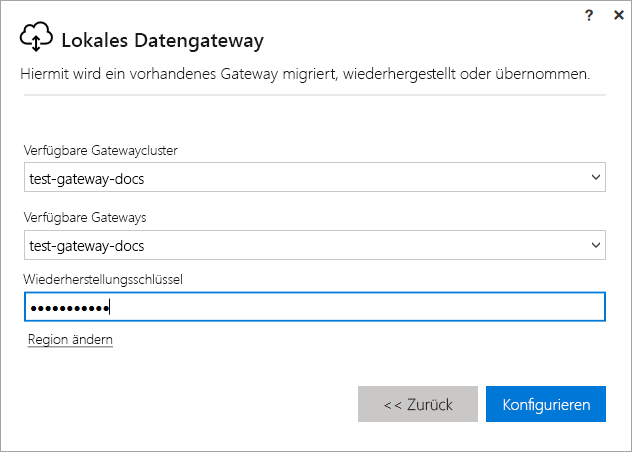 ?
Lokales Datengateway
Hiermit wird ein vorhandenes Gateway migriert, wiederhergestellt oder übernommen.
Verfügbare Gatewaycluster
test-gateway-docs
Verfügbare Gateways
test-gateway-docs
Wiederherstellungsschlüssel
•••••••••••
Region ändern
<< Zurück
Konfigurieren